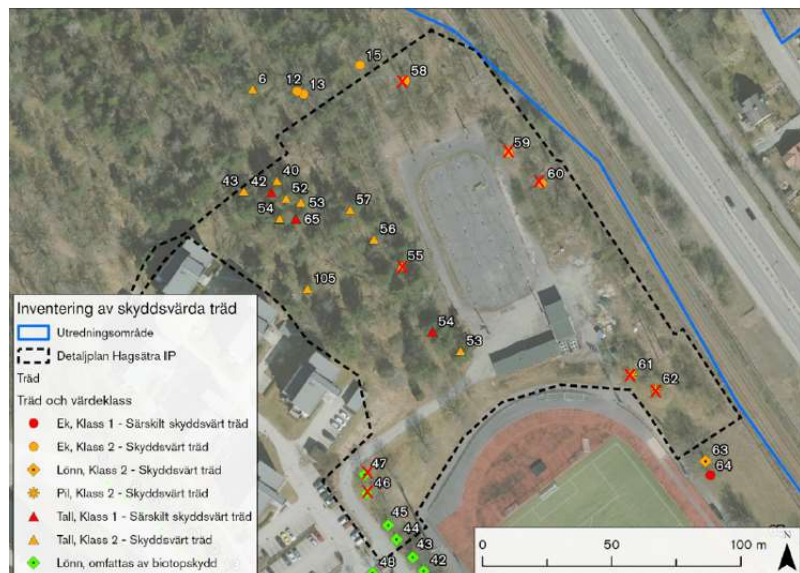 15
6
12
13
58
59
60
43
42
40
52
53
54
65
57
56
55
105
54
53
61
62
63
64
47
46
45
44
43
42
Inventering av skyddsvärda träd
Utredningsområde
Detaljplan Hagsätra IP
Träd
Träd och värdeklass
Ek, Klass 1 - Särskilt skyddsvärt träd
Ek, Klass 2 - Skyddsvärt träd
Lönn, Klass 2 - Skyddsvärt träd
Pil, Klass 2 - Skyddsvärt träd
Tall, Klass 1 - Särskilt skyddsvärt träd
Tall, Klass 2 - Skyddsvärt träd
Lönn, omfattas av biotopskydd
0 50 100 m
N